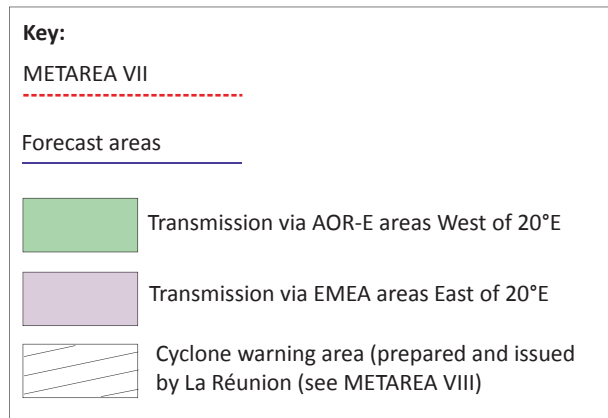 Key:
METAREA VII
Forecast areas
Transmission via AOR-E areas West of 20°E
Transmission via EMEA areas East of 20°E
Cyclone warning area (prepared and issued
by La Réunion (see METAREA VIII)